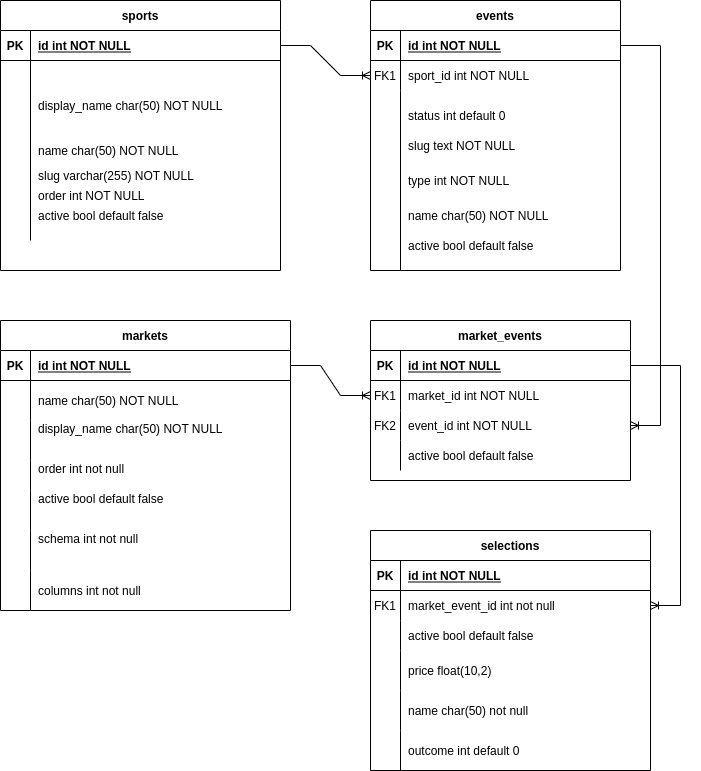 sports
PK id int NOT NULL
display_name char(50) NOT NULL
name char(50) NOT NULL
slug varchar(255) NOT NULL
order int NOT NULL
active bool default false
events
PK id int NOT NULL
FK1 sport_id int NOT NULL
status int default 0
slug text NOT NULL
type int NOT NULL
name char(50) NOT NULL
active bool default false
markets
PK id int NOT NULL
name char(50) NOT NULL
display_name char(50) NOT NULL
order int not null
active bool default false
schema int not null
columns int not null
market_events
PK id int NOT NULL
FK1 market_id int NOT NULL
FK2 event_id int NOT NULL
active bool default false
selections
PK id int NOT NULL
FK1 market_event_id int not null
active bool default false
price float(10,2)
name char(50) not null
outcome int default 0